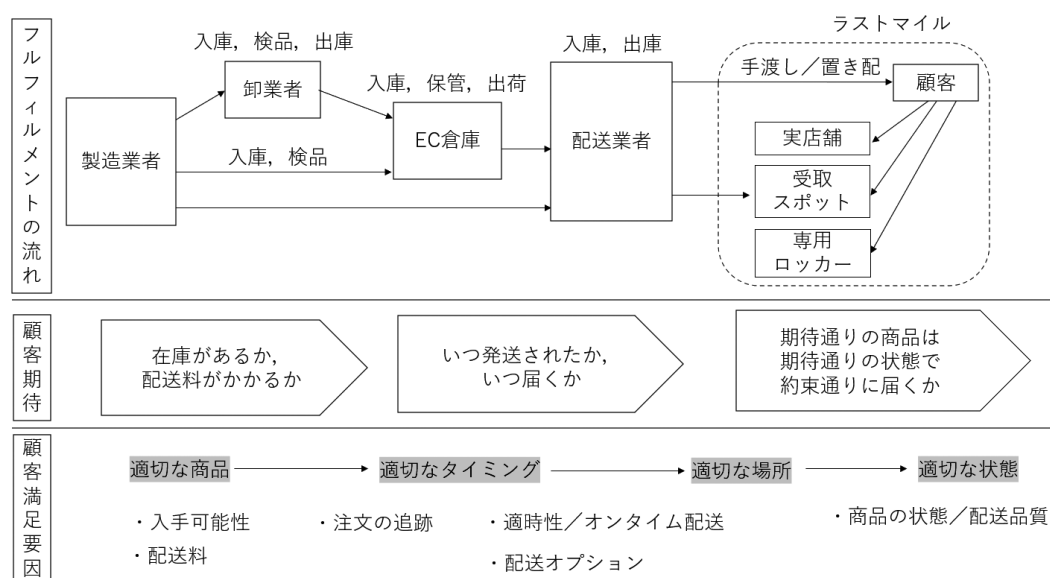 フルフィルメントの流れ
ラストマイル
入庫，検品，出庫
入庫，出庫
卸業者
入庫，保管，出荷
手渡し／置き配
顧客
製造業者
入庫，検品
EC倉庫
配送業者
実店舗
受取
スポット
専用
ロッカー
顧客期待
在庫があるか，
配送料がかかるか
いつ発送されたか，
いつ届くか
期待通りの商品は
期待通りの状態で
約束通りに届くか
顧客満足要因
適切な商品
適切なタイミング
適切な場所
適切な状態
・入手可能性
・配送料
・注文の追跡
・適時性／オンタイム配送
・配送オプション
・商品の状態／配送品質